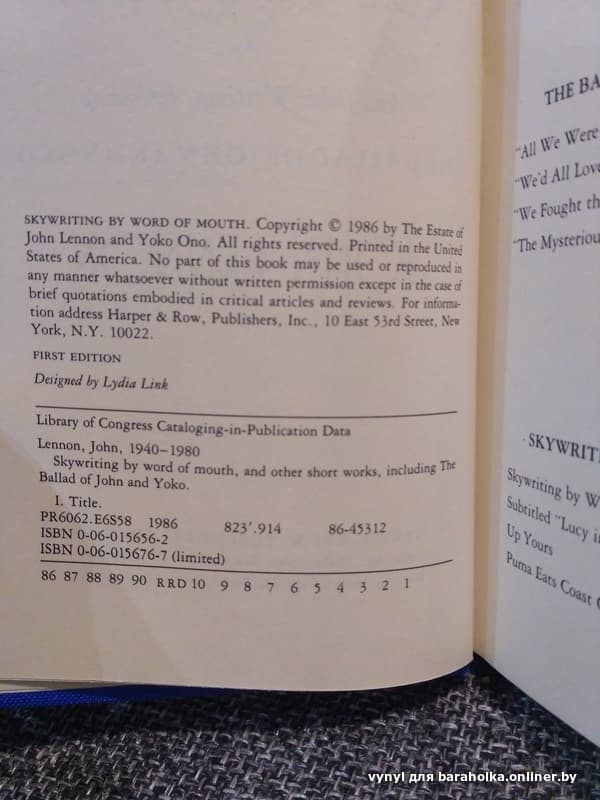 SKYWRITING BY WORD OF MOUTH. Copyright © 1986 by The Estate of
John Lennon and Yoko Ono. All rights reserved. Printed in the United
States of America. No part of this book may be used or reproduced in
any manner whatsoever without written permission except in the case of
brief quotations embodied in critical articles and reviews. For informa-
tion address Harper & Row, Publishers, Inc., 10 East 53rd Street, New
York, N.Y. 10022.
FIRST EDITION
Designed by Lydia Link
Library of Congress Cataloging-in-Publication Data
Lennon, John, 1940–1980
Skywriting by word of mouth, and other short works, including The
Ballad of John and Yoko.
I. Title.
PR6062.E6S58 1986 823'.914 86-45312
ISBN 0-06-015656-2
ISBN 0-06-015676-7 (limited)
86 87 88 89 90 RRD 10 9 8 7 6 5 4 3 2 1
THE BA
"All We Were
"We'd All Love
"We Fought th
"The Mysteriou
SKYWRITI
Skywriting by W
Subtitled "Lucy i
Up Yours
Puma Eats Coast
vynyl для baraholka.onliner.by